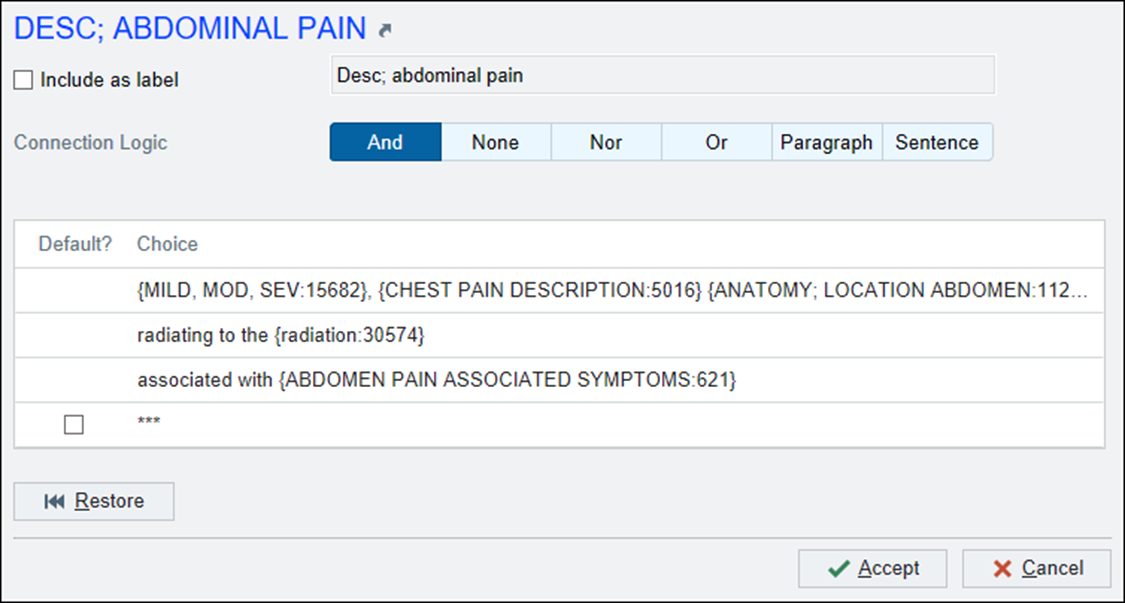 DESC; ABDOMINAL PAIN
Include as label
Desc; abdominal pain
Connection Logic
And
None
Nor
Or
Paragraph
Sentence
Default? Choice
{MILD, MOD, SEV:15682}, {CHEST PAIN DESCRIPTION:5016} {ANATOMY; LOCATION ABDOMEN:112...
radiating to the {radiation:30574}
associated with {ABDOMEN PAIN ASSOCIATED SYMPTOMS:621}
***
Restore
Accept
Cancel